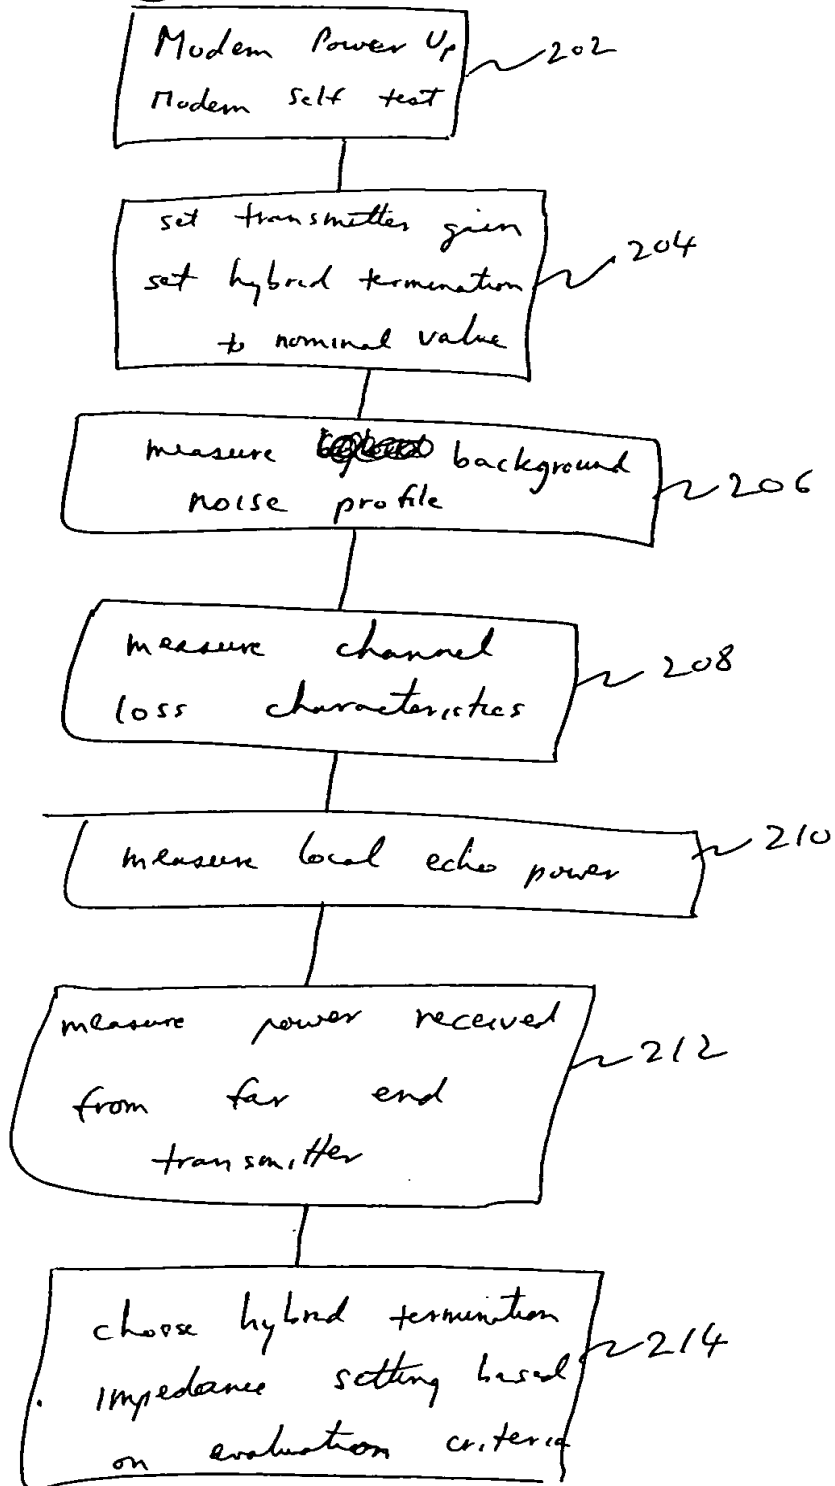 Modem Power Up
202
Modem Self test
set transmitter gain
204
set hybrid termination
to nominal value
measure background
noise profile
206
measure channel
208
loss characteristics
measure local echo power
210
measure power received
212
from far end
transmitter
choose hybrid termination
214
impedance setting based
on evaluation criteria